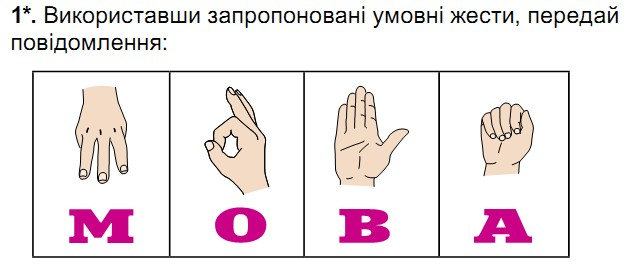 1*. Використавши запропоновані умовні жести, передай
повідомлення:
М О В А